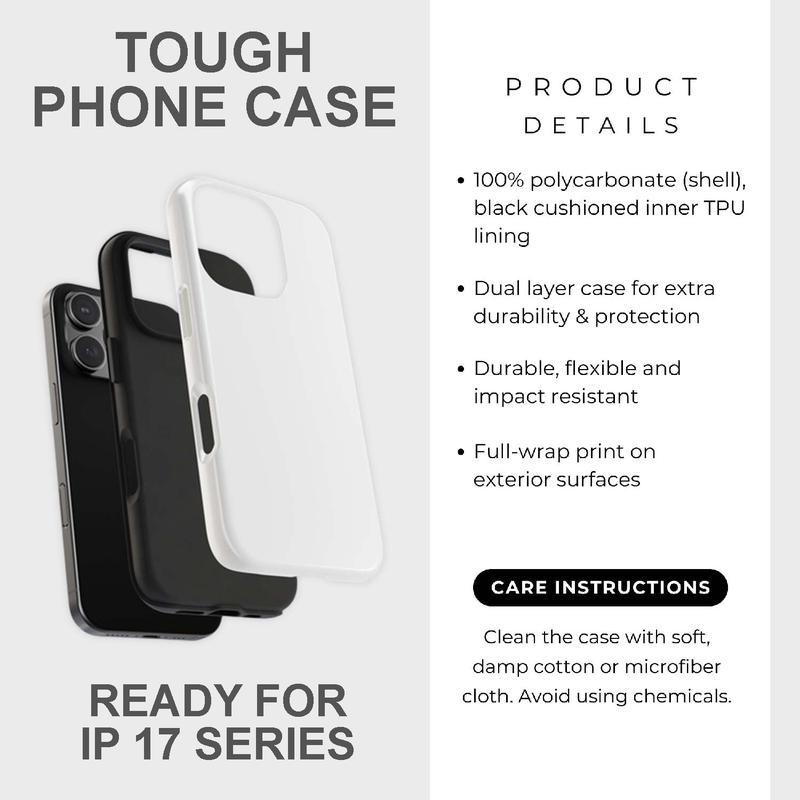 TOUGH
PHONE CASE
READY FOR
IP 17 SERIES
PRODUCT
DETAILS
• 100% polycarbonate (shell),
black cushioned inner TPU
lining
• Dual layer case for extra
durability & protection
• Durable, flexible and
impact resistant
• Full-wrap print on
exterior surfaces
CARE INSTRUCTIONS
Clean the case with soft,
damp cotton or microfiber
cloth. Avoid using chemicals.